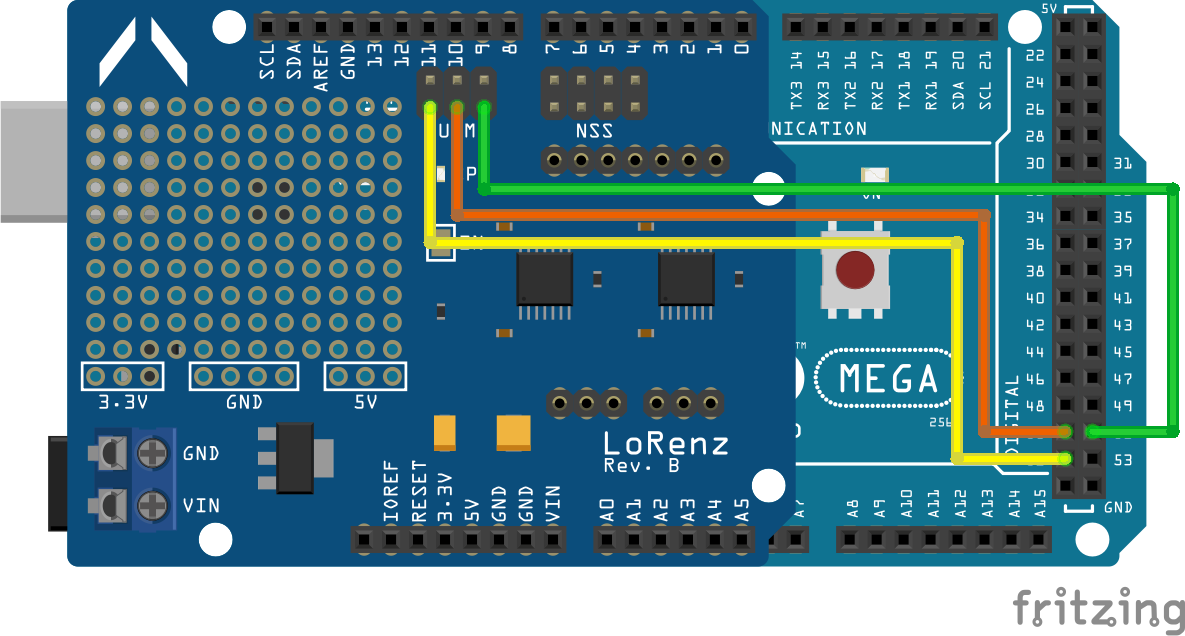 5V
SCL
SDA
AREF
GND
13
12
11
10
9
8
7
6
5
4
3
2
1
0
TX3 14
RX3 15
TX2 16
RX2 17
TX1 18
RX1 19
SDA 20
SCL 21
22
24
26
28
30
31
34
35
36
37
38
39
40
41
42
43
44
45
46
47
48
49
53
GND
U M
NSS
NICATION
P
TM
MEGA
DIGITAL
256
3.3V
GND
5V
LoRenz
Rev. B
GND
VIN
IOREF
RESET
3.3V
5V
GND
GND
VIN
A0
A1
A2
A3
A4
A5
A7
A8
A9
A10
A11
A12
A13
A14
A15
fritzing